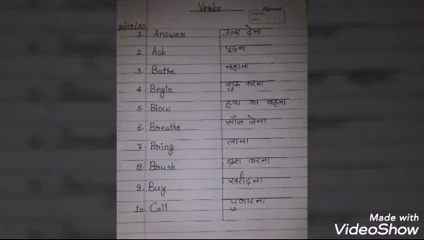 Verbs
1. Answer उत्तर देना
2 Ask पूछना
3 Bathe नहाना
4 Begin शुरू करना
5 Blow हवा का बहना
6 Breathe साँस लेना
7 Bring लाना
8 Brush ब्रश करना
9. Buy खरीदना
10 Call पुकारना
Made with
VideoShow